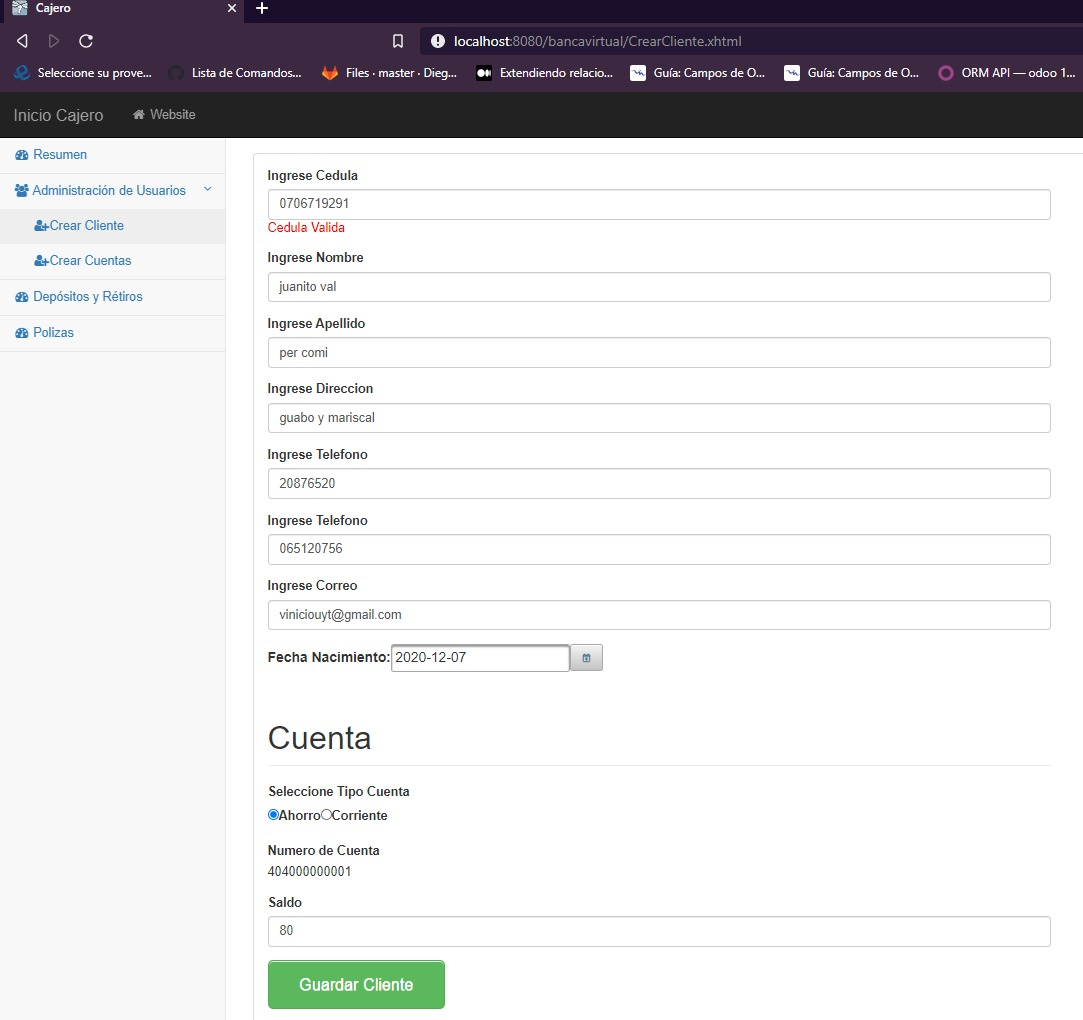 Cajero
localhost:8080/bancavirtual/CrearCliente.xhtml
Seleccione su prove... Lista de Comandos... Files · master · Dieg... Extendiendo relacio... Guía: Campos de O... Guía: Campos de O... ORM API — odoo 1...
Inicio Cajero Website
Resumen
Administración de Usuarios
Crear Cliente
Crear Cuentas
Depósitos y Rétiros
Polizas
Ingrese Cedula
0706719291
Cedula Valida
Ingrese Nombre
juanito val
Ingrese Apellido
per comi
Ingrese Direccion
guabo y mariscal
Ingrese Telefono
20876520
Ingrese Telefono
065120756
Ingrese Correo
viniciouyt@gmail.com
Fecha Nacimiento: 2020-12-07
Cuenta
Seleccione Tipo Cuenta
Ahorro Corriente
Numero de Cuenta
404000000001
Saldo
80
Guardar Cliente